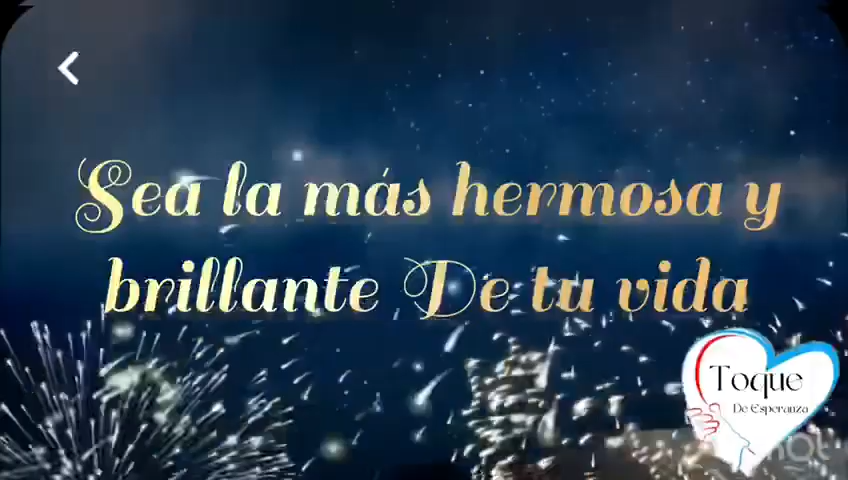 Sea la más hermosa y
brillante De tu vida
Toque
De Esperanza